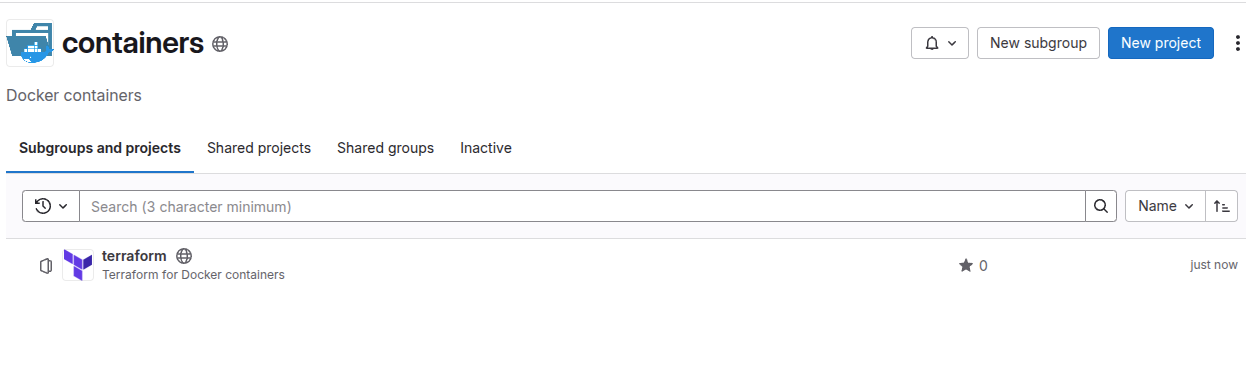 containers
New subgroup
New project
Docker containers
Subgroups and projects
Shared projects
Shared groups
Inactive
Search (3 character minimum)
Name
terraform
Terraform for Docker containers
0
just now